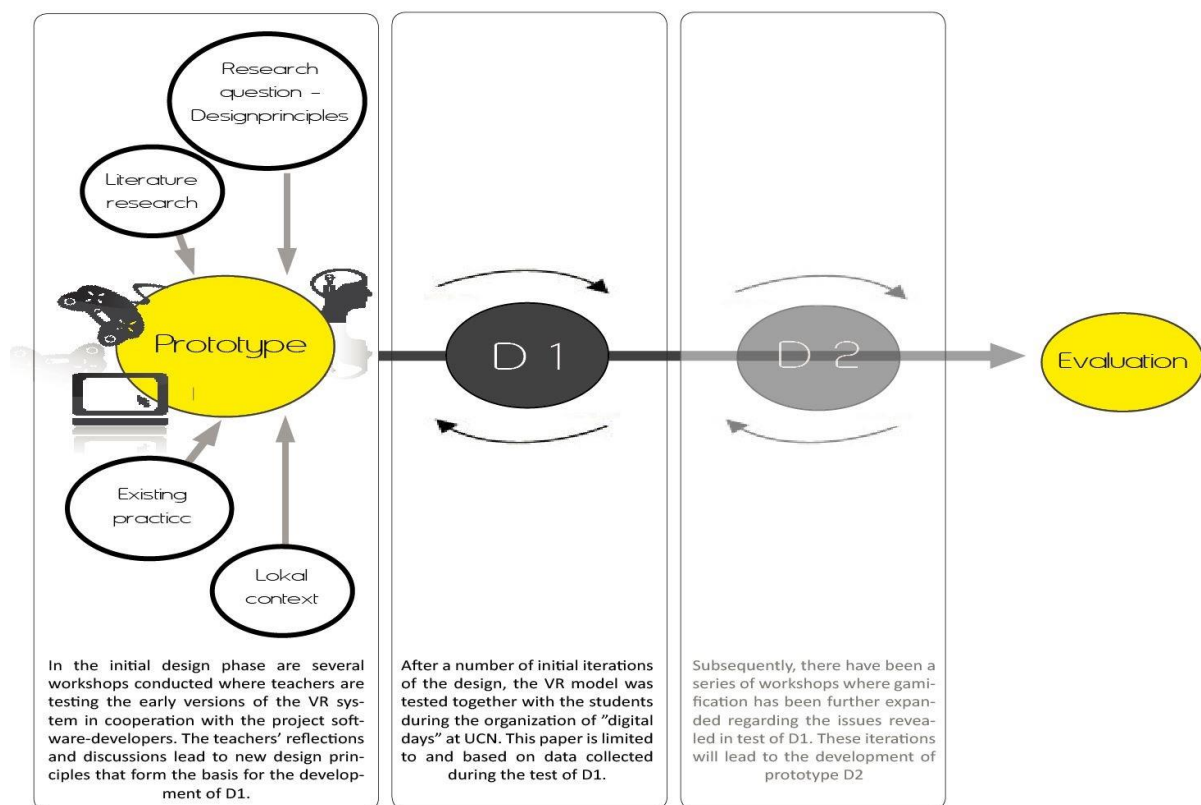 Research
question –
Designprinciples
Literature
research
Prototype
Existing
practicc
Lokal
context
D 1
D 2
Evaluation
In the initial design phase are several
workshops conducted where teachers are
testing the early versions of the VR sys-
tem in cooperation with the project soft-
ware-developers. The teachers’ reflections
and discussions lead to new design prin-
ciples that form the basis for the develop-
ment of D1.
After a number of initial iterations
of the design, the VR model was
tested together with the students
during the organization of ”digital
days” at UCN. This paper is limited
to and based on data collected
during the test of D1.
Subsequently, there have been a
series of workshops where gami-
fication has been further expan-
ded regarding the issues revea-
led in test of D1. These iterations
will lead to the development of
prototype D2